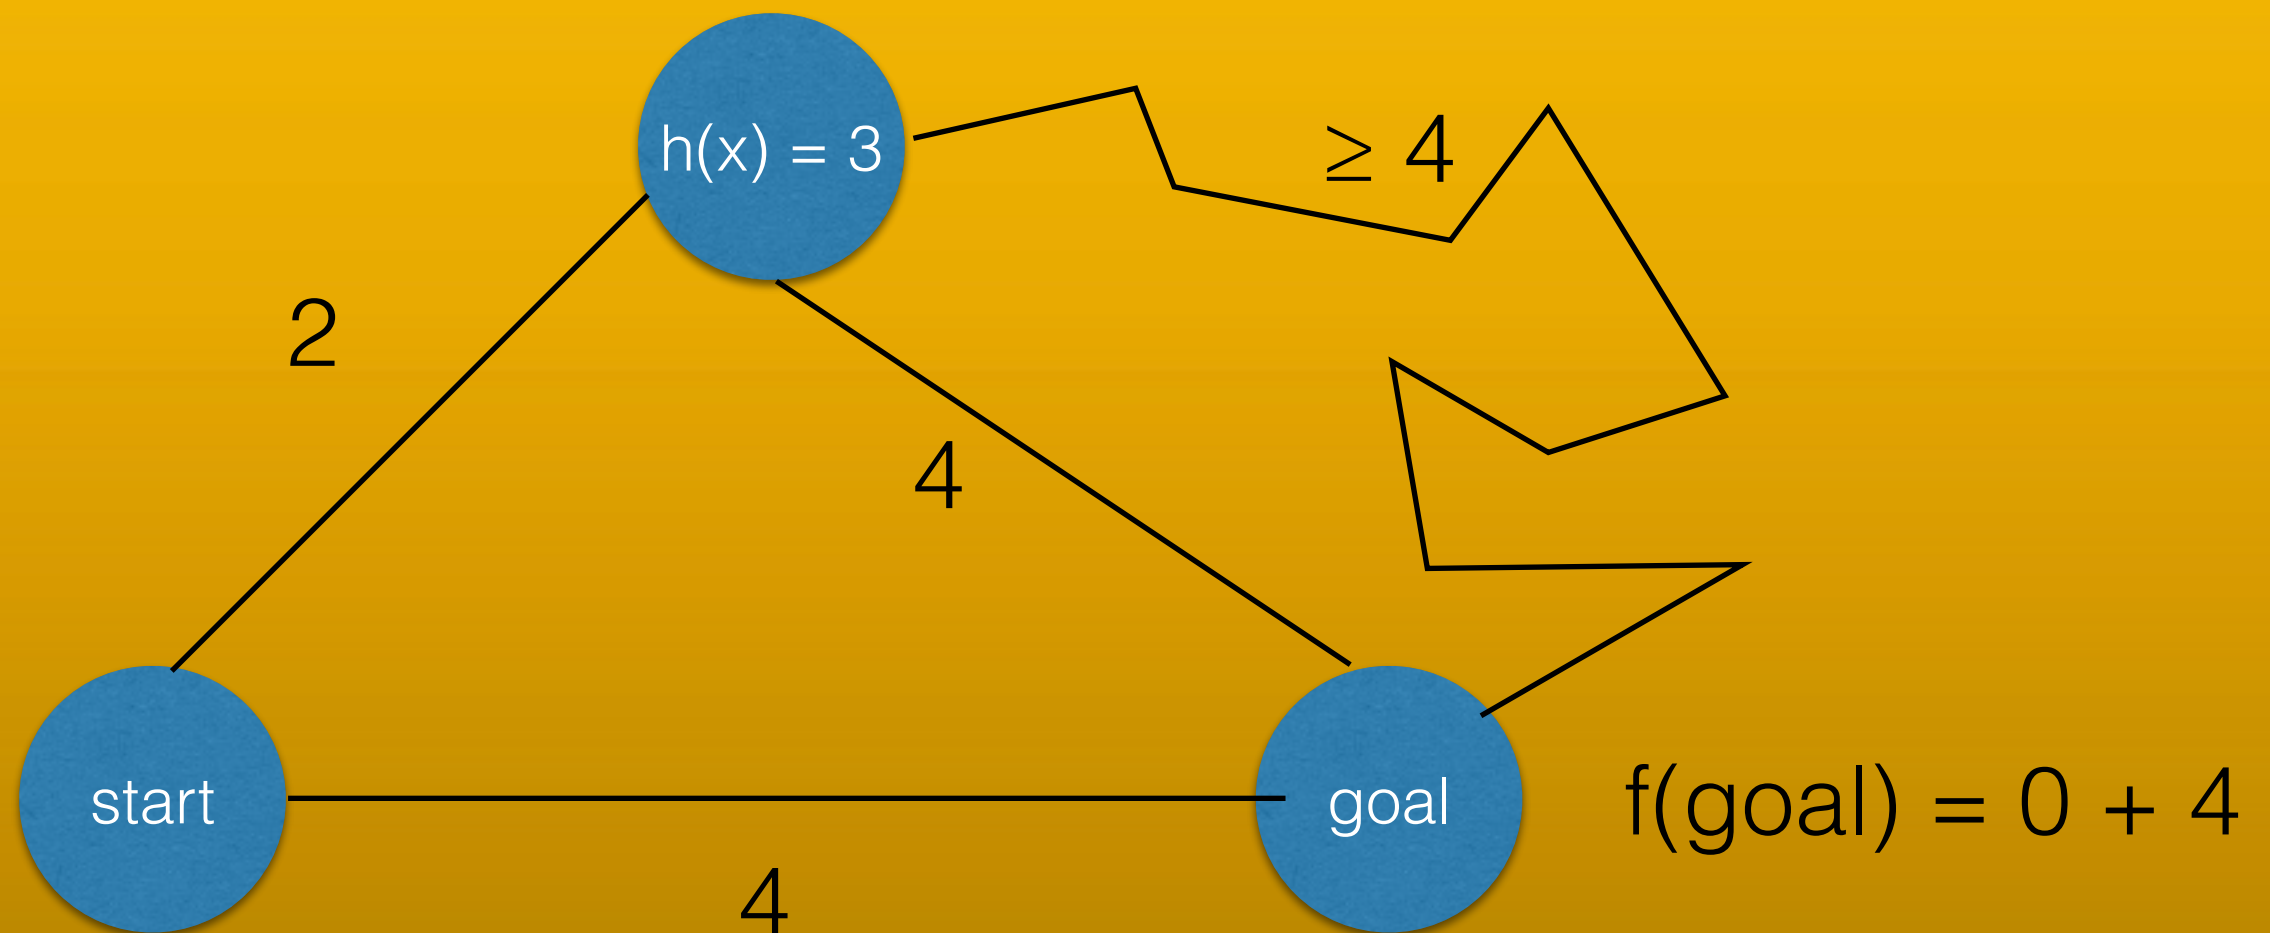 h(x) = 3
≥ 4
2
4
start
goal
f(goal) = 0 + 4
4